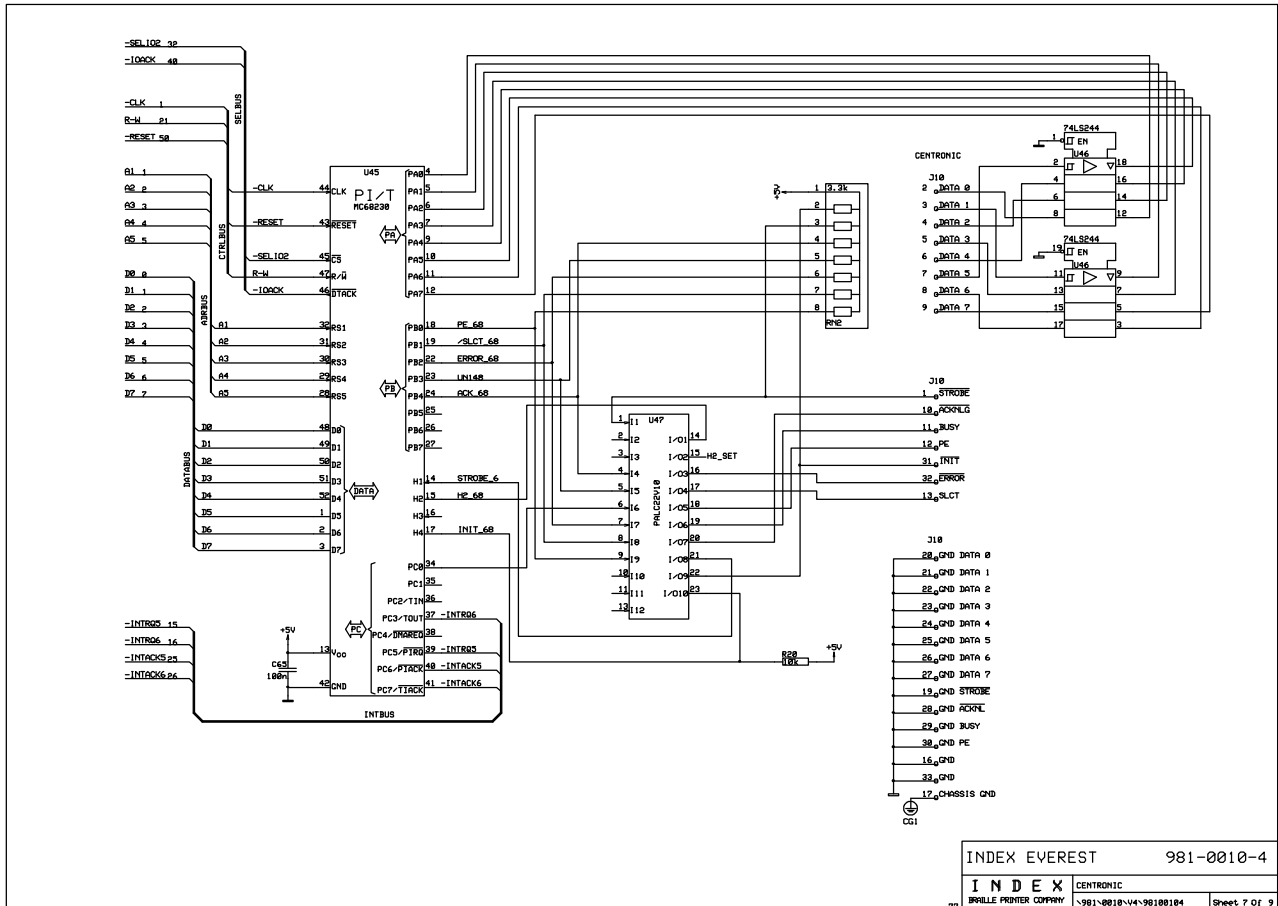 -SELIO2 32
-IOACK 40
-CLK 1
R-W 21
-RESET 50
A1 1
A2 2
A3 3
A4 4
A5 5
D0 0
D1 1
D2 2
D3 3
D4 4
D5 5
D6 6
D7 7
-INTRQ5 15
-INTRQ6 16
-INTACK5 25
-INTACK6 26
SELBUS
CTRLBUS
ADRBUS
DATABUS
INTBUS
U45
PI/T
MC68230
-CLK 44 CLK
-RESET 43 RESET
-SELIO2 45 CS
R-W 47 R/W
-IOACK 46 DTACK
A1 32 RS1
A2 31 RS2
A3 30 RS3
A4 29 RS4
A5 28 RS5
D0 48 D0
D1 49 D1
D2 50 D2
D3 51 D3
D4 52 D4
D5 1 D5
D6 2 D6
D7 3 D7
DATA
+5V
C65
100n
13
42 GND
PA
PA0 4
PA1 5
PA2 6
PA3 7
PA4 9
PA5 10
PA6 11
PA7 12
PB
PB0 18 PE_68
PB1 19 /SLCT_68
PB2 22 ERROR_68
PB3 23 UN148
PB4 24 ACK_68
PB5 25
PB6 26
PB7 27
H1 14 STROBE_6
H2 15 H2_68
H3 16
H4 17 INIT_68
PC
PC0 34
PC1 35
PC2/TIN 36
PC3/TOUT 37 -INTRQ6
PC4/DMAREQ 38
PC5/PIRQ 39 -INTRQ5
PC6/PIACK 40 -INTACK5
PC7/TIACK 41 -INTACK6
+5V
1 3.3k
2
3
4
5
6
7
8
RN2
U47
PALC22V10
1 I1
2 I2
3 I3
4 I4
5 I5
6 I6
7 I7
8 I8
9 I9
10 I10
11 I11
13 I12
I/O1 14
I/O2 15 H2_SET
I/O3 16
I/O4 17
I/O5 18
I/O6 19
I/O7 20
I/O8 21
I/O9 22
I/O10 23
R20
10k
+5V
CENTRONIC
J10
2 DATA 0
3 DATA 1
4 DATA 2
5 DATA 3
6 DATA 4
7 DATA 5
8 DATA 6
9 DATA 7
74LS244
1 EN
U46
2 18
4 16
6 14
8 12
74LS244
19 EN
U46
11 9
13 7
15 5
17 3
J10
1 STROBE
10 ACKNLG
11 BUSY
12 PE
31 INIT
32 ERROR
13 SLCT
J10
20 GND DATA 0
21 GND DATA 1
22 GND DATA 2
23 GND DATA 3
24 GND DATA 4
25 GND DATA 5
26 GND DATA 6
27 GND DATA 7
19 GND STROBE
28 GND ACKNL
29 GND BUSY
30 GND PE
16 GND
33 GND
17 CHASSIS GND
CG1
INDEX EVEREST 981-0010-4
INDEX
BRAILLE PRINTER COMPANY
CENTRONIC
\981\0010\V4\98100104
Sheet 7 Of 9